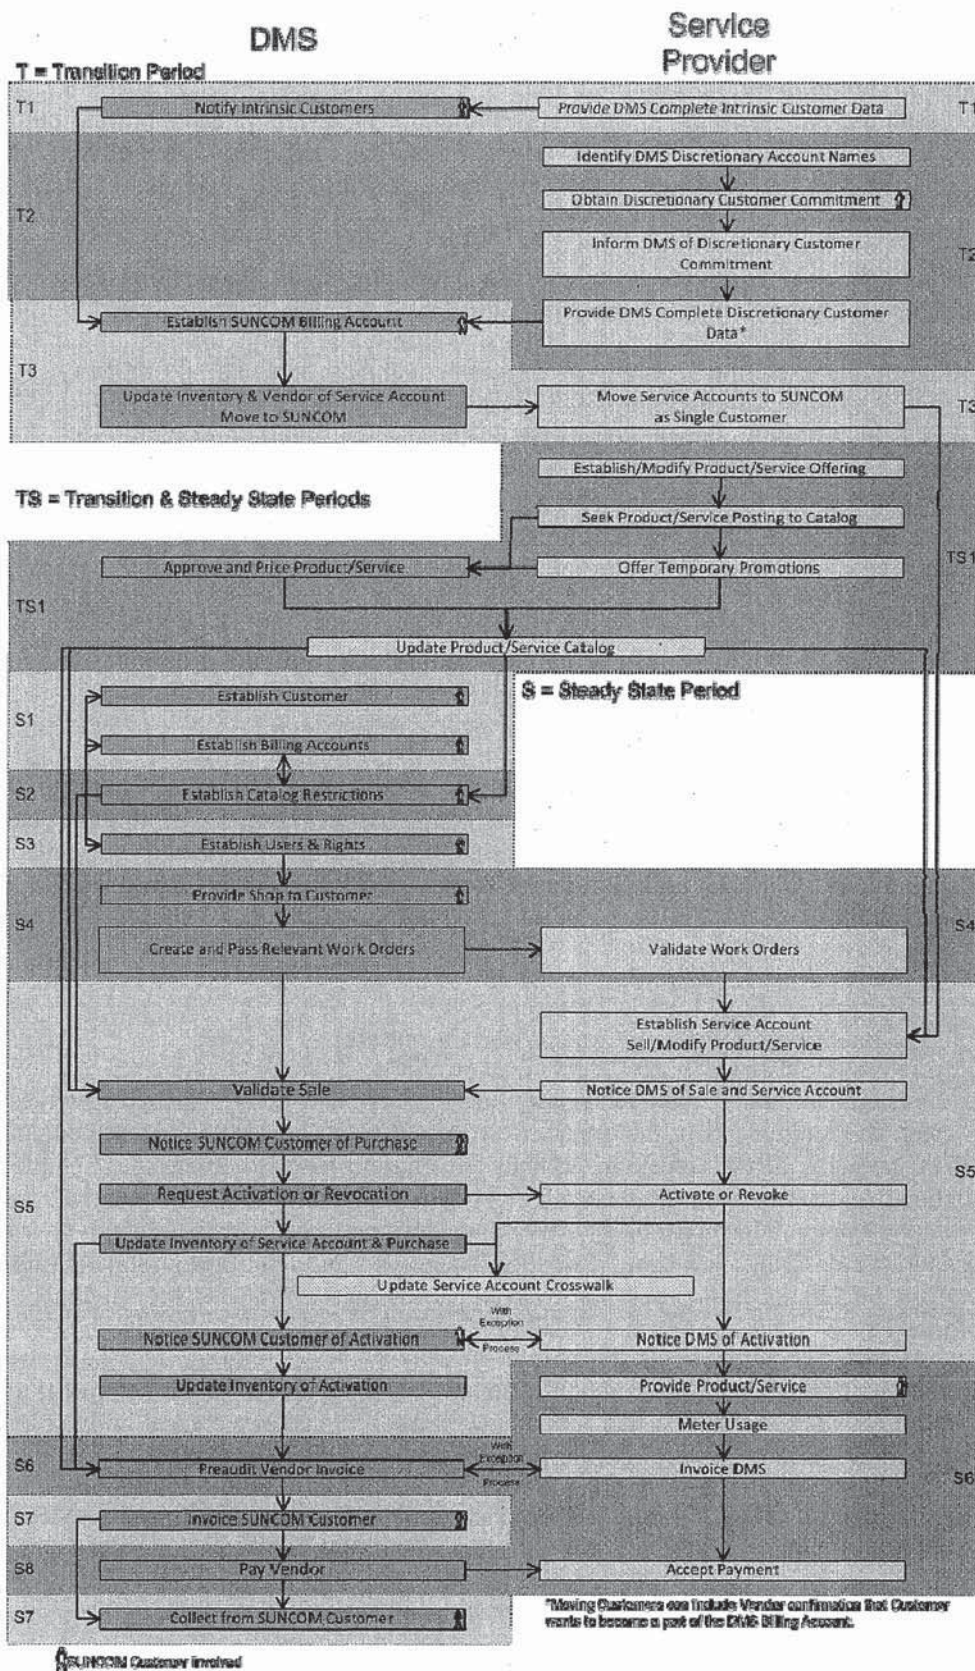 DMS
Service
Provider
T = Transition Period
T1
Notify Intrinsic Customers
Provide DMS Complete Intrinsic Customer Data
T1
Identify DMS Discretionary Account Names
T2
Obtain Discretionary Customer Commitment
Inform DMS of Discretionary Customer
Commitment
T2
Establish SUNCOM Billing Account
Provide DMS Complete Discretionary Customer
Data*
T3
Update Inventory & Vendor of Service Account
Move to SUNCOM
Move Service Accounts to SUNCOM
as Single Customer
T3
Establish/Modify Product/Service Offering
TS = Transition & Steady State Periods
Seek Product/Service Posting to Catalog
Approve and Price Product/Service
Offer Temporary Promotions
TS1
TS1
Update Product/Service Catalog
S = Steady State Period
Establish Customer
S1
Establish Billing Accounts
S2
Establish Catalog Restrictions
S3
Establish Users & Rights
Provide Shop to Customer
S4
Create and Pass Relevant Work Orders
Validate Work Orders
S4
Establish Service Account
Sell/Modify Product/Service
Validate Sale
Notice DMS of Sale and Service Account
Notice SUNCOM Customer of Purchase
S5
Request Activation or Revocation
Activate or Revoke
S5
Update Inventory of Service Account & Purchase
Update Service Account Crosswalk
With
Exception
Process
Notice SUNCOM Customer of Activation
Notice DMS of Activation
Update Inventory of Activation
Provide Product/Service
Meter Usage
With
Exception
Process
S6
Preaudit Vendor Invoice
Invoice DMS
S6
S7
Invoice SUNCOM Customer
S8
Pay Vendor
Accept Payment
S7
Collect from SUNCOM Customer
*Moving Customers can include Vendor confirmation that Customer
wants to become a part of the DMS Billing Account.
SUNCOM Customer involved